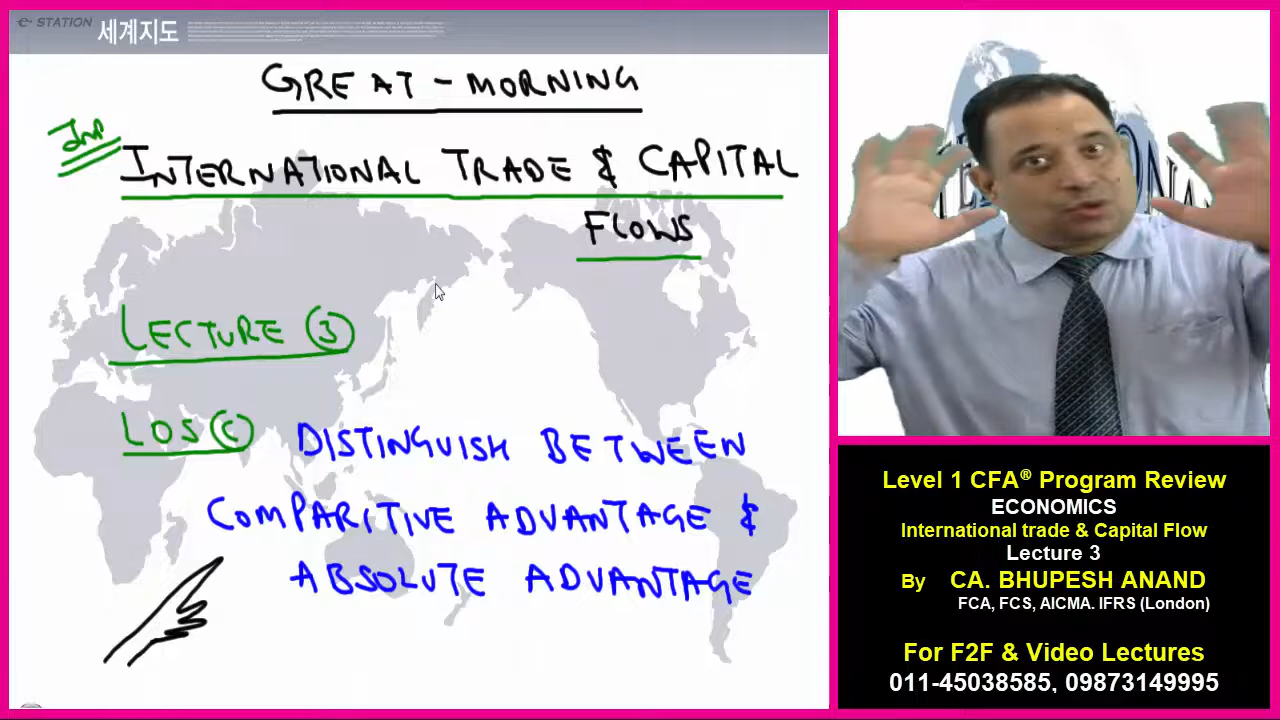 e-STATION
세계지도
GREAT - MORNING
Imp
INTERNATIONAL TRADE & CAPITAL
FLOWS
LECTURE (3)
LOS (C) DISTINGUISH BETWEEN
COMPARITIVE ADVANTAGE &
ABSOLUTE ADVANTAGE
Level 1 CFA® Program Review
ECONOMICS
International trade & Capital Flow
Lecture 3
By CA. BHUPESH ANAND
FCA, FCS, AICMA. IFRS (London)
For F2F & Video Lectures
011-45038585, 09873149995